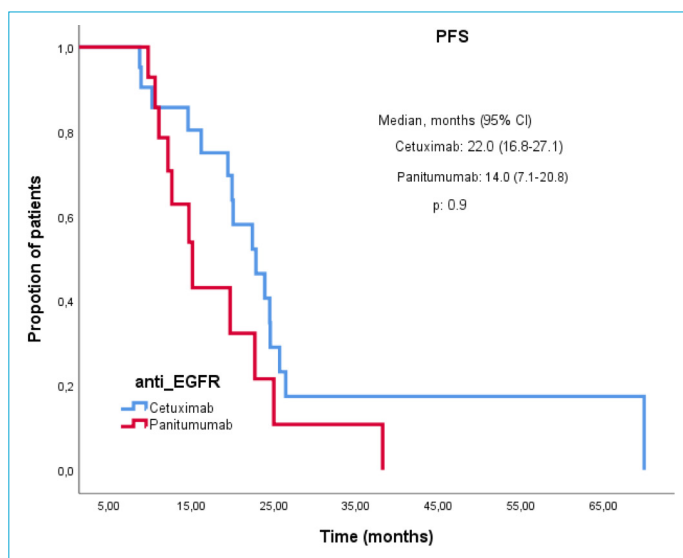 PFS
1,0
0,8
0,6
0,4
0,2
0,0
Propotion of patients
Median, months (95% CI)
Cetuximab: 22.0 (16.8-27.1)
Panitumumab: 14.0 (7.1-20.8)
p: 0.9
anti_EGFR
Cetuximab
Panitumumab
5,00 15,00 25,00 35,00 45,00 55,00 65,00
Time (months)